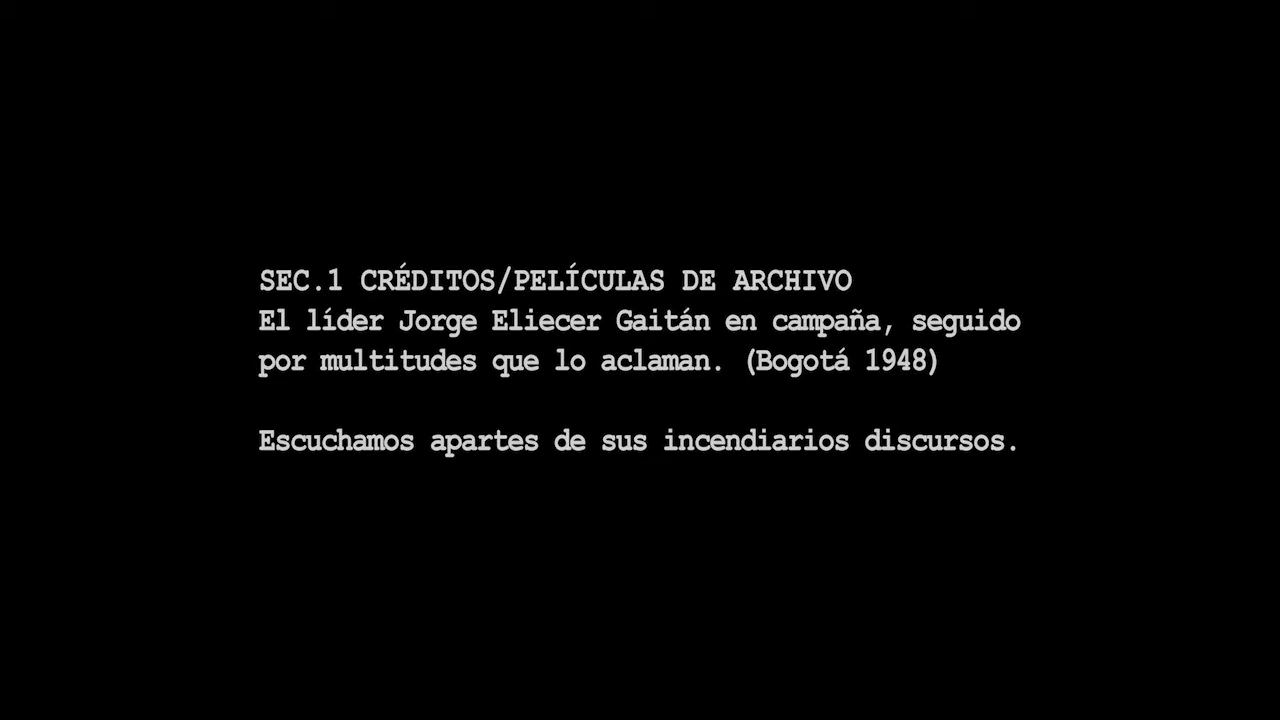 SEC.1 CRÉDITOS/PELÍCULAS DE ARCHIVO
El líder Jorge Eliecer Gaitán en campaña, seguido
por multitudes que lo aclaman. (Bogotá 1948)
Escuchamos apartes de sus incendiarios discursos.